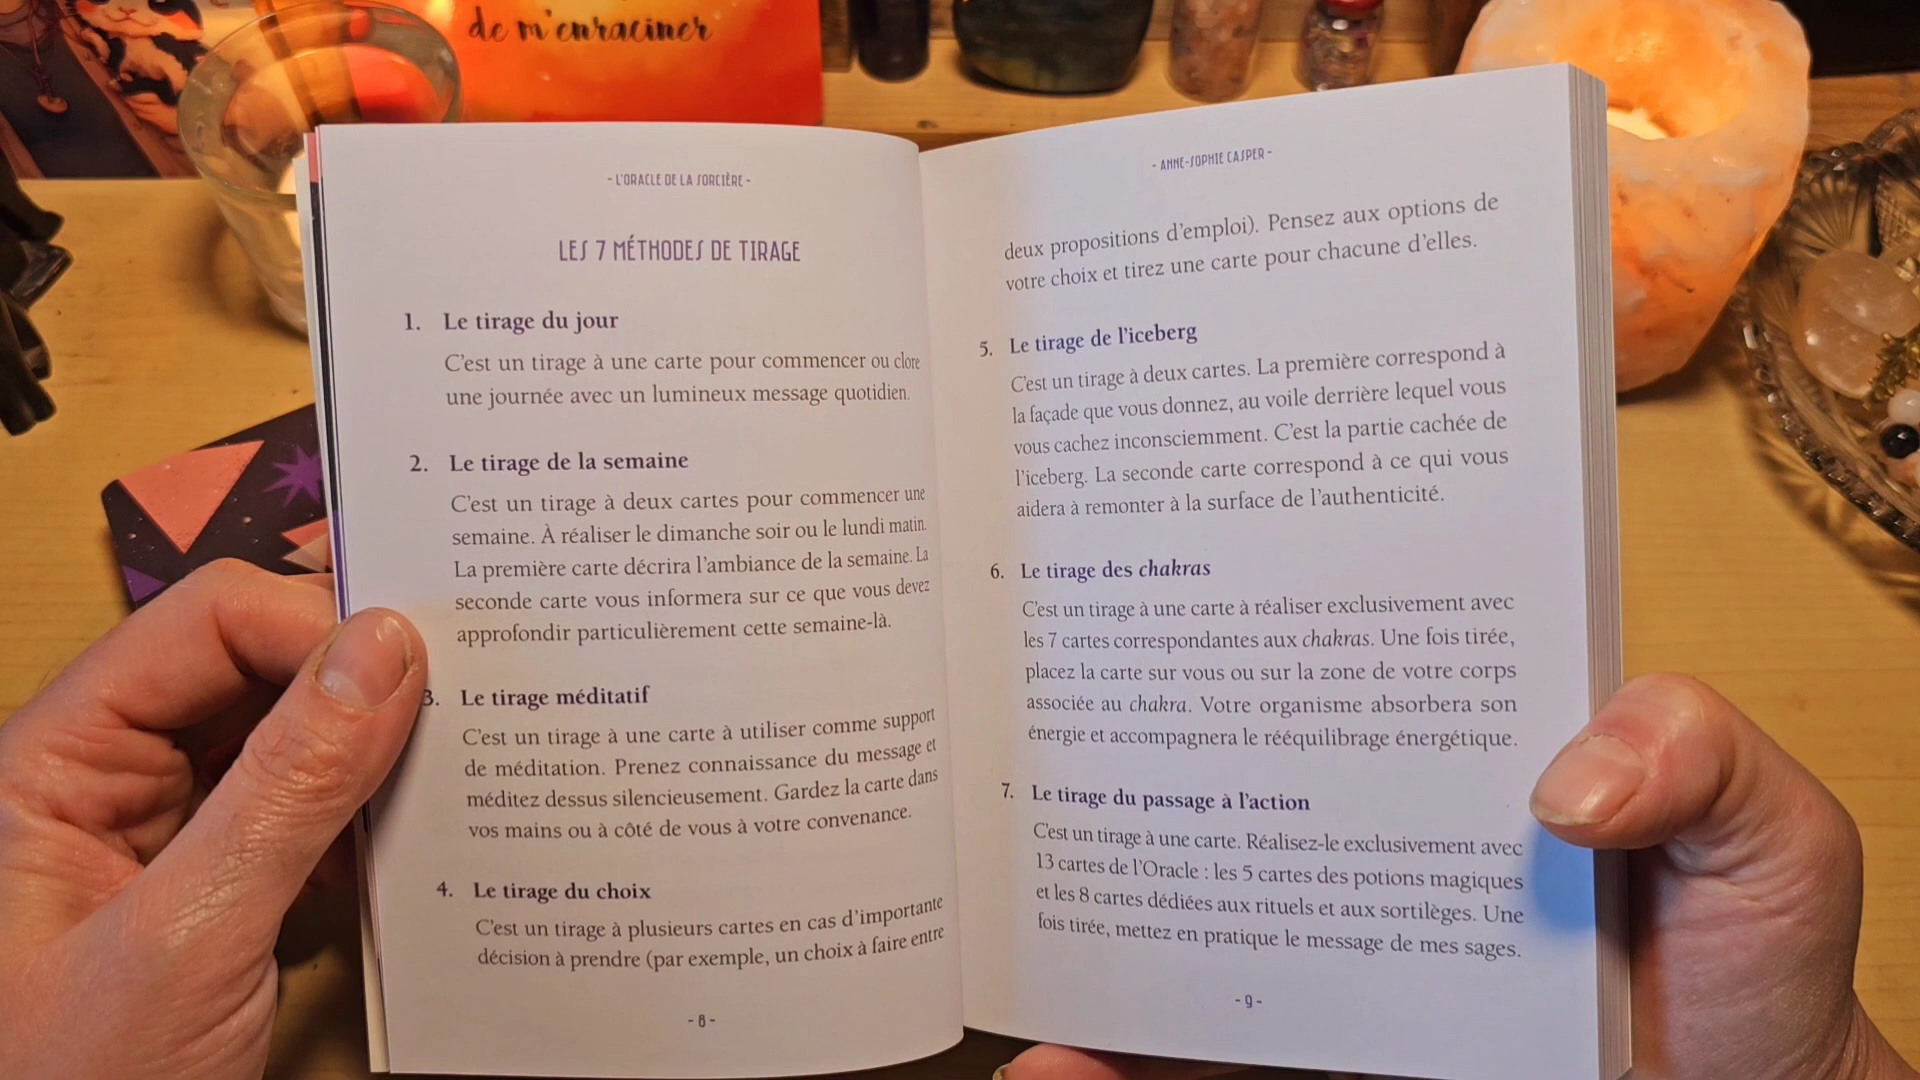 de m'enraciner
- L'ORACLE DE LA SORCIÈRE -
LES 7 MÉTHODES DE TIRAGE
1. Le tirage du jour
C'est un tirage à une carte pour commencer ou clore
une journée avec un lumineux message quotidien.
2. Le tirage de la semaine
C'est un tirage à deux cartes pour commencer une
semaine. À réaliser le dimanche soir ou le lundi matin.
La première carte décrira l'ambiance de la semaine. La
seconde carte vous informera sur ce que vous devez
approfondir particulièrement cette semaine-là.
3. Le tirage méditatif
C'est un tirage à une carte à utiliser comme support
de méditation. Prenez connaissance du message et
méditez dessus silencieusement. Gardez la carte dans
vos mains ou à côté de vous à votre convenance.
4. Le tirage du choix
C'est un tirage à plusieurs cartes en cas d'importante
décision à prendre (par exemple, un choix à faire entre
- 8 -
- ANNE-SOPHIE CASPER -
deux propositions d'emploi). Pensez aux options de
votre choix et tirez une carte pour chacune d'elles.
5. Le tirage de l'iceberg
C'est un tirage à deux cartes. La première correspond à
la façade que vous donnez, au voile derrière lequel vous
vous cachez inconsciemment. C'est la partie cachée de
l'iceberg. La seconde carte correspond à ce qui vous
aidera à remonter à la surface de l'authenticité.
6. Le tirage des chakras
C'est un tirage à une carte à réaliser exclusivement avec
les 7 cartes correspondantes aux chakras. Une fois tirée,
placez la carte sur vous ou sur la zone de votre corps
associée au chakra. Votre organisme absorbera son
énergie et accompagnera le rééquilibrage énergétique.
7. Le tirage du passage à l'action
C'est un tirage à une carte. Réalisez-le exclusivement avec
13 cartes de l'Oracle : les 5 cartes des potions magiques
et les 8 cartes dédiées aux rituels et aux sortilèges. Une
fois tirée, mettez en pratique le message de mes sages.
- 9 -